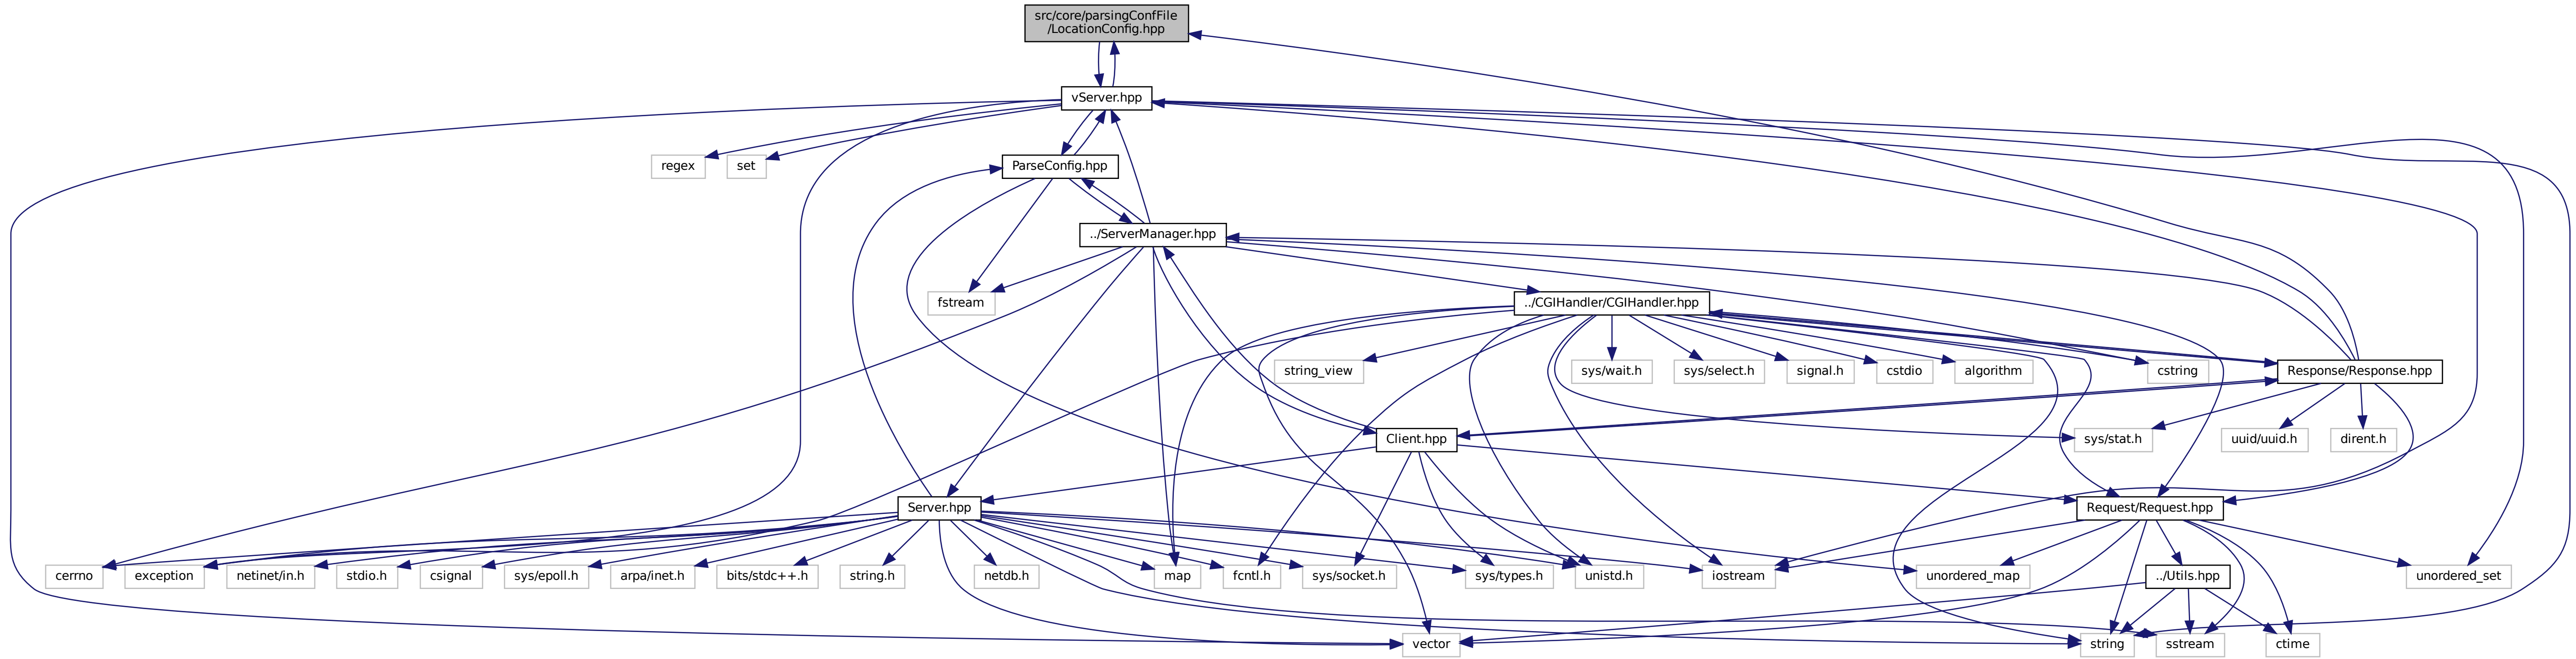 src/core/parsingConfFile
/LocationConfig.hpp
vServer.hpp
regex
set
ParseConfig.hpp
../ServerManager.hpp
fstream
../CGIHandler/CGIHandler.hpp
string_view
sys/wait.h
sys/select.h
signal.h
cstdio
algorithm
cstring
Response/Response.hpp
Client.hpp
sys/stat.h
uuid/uuid.h
dirent.h
Server.hpp
Request/Request.hpp
cerrno
exception
netinet/in.h
stdio.h
csignal
sys/epoll.h
arpa/inet.h
bits/stdc++.h
string.h
netdb.h
map
fcntl.h
sys/socket.h
sys/types.h
unistd.h
iostream
unordered_map
../Utils.hpp
unordered_set
vector
string
sstream
ctime